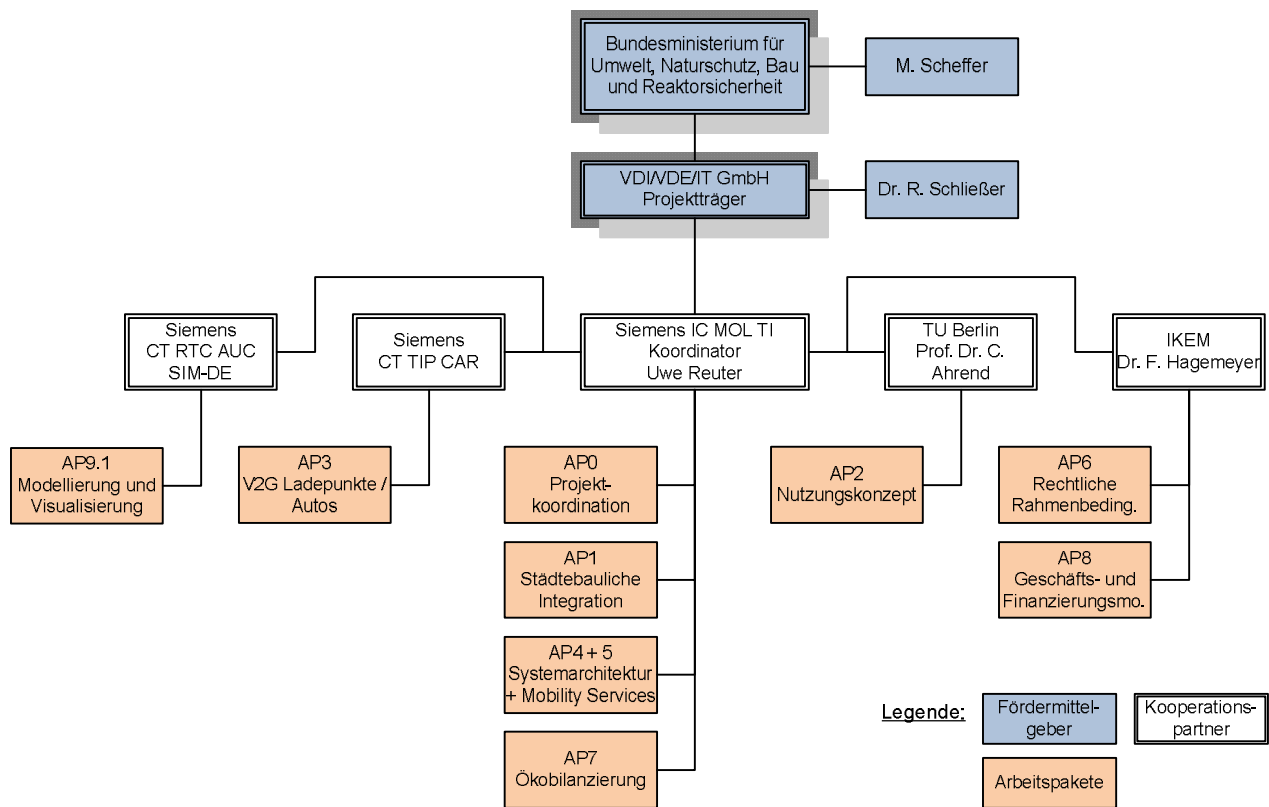 Bundesministerium für
Umwelt, Naturschutz, Bau
und Reaktorsicherheit
M. Scheffer
VDI/VDE/IT GmbH
Projektträger
Dr. R. Schließer
Siemens
CT RTC AUC
SIM-DE
Siemens
CT TIP CAR
Siemens IC MOL TI
Koordinator
Uwe Reuter
TU Berlin
Prof. Dr. C.
Ahrend
IKEM
Dr. F. Hagemeyer
AP9.1
Modellierung und
Visualisierung
AP3
V2G Ladepunkte /
Autos
AP0
Projekt-
koordination
AP2
Nutzungskonzept
AP6
Rechtliche
Rahmenbeding.
AP1
Städtebauliche
Integration
AP8
Geschäfts- und
Finanzierungsmo.
AP4 + 5
Systemarchitektur
+ Mobility Services
AP7
Ökobilanzierung
Legende:
Fördermittel-
geber
Kooperations-
partner
Arbeitspakete